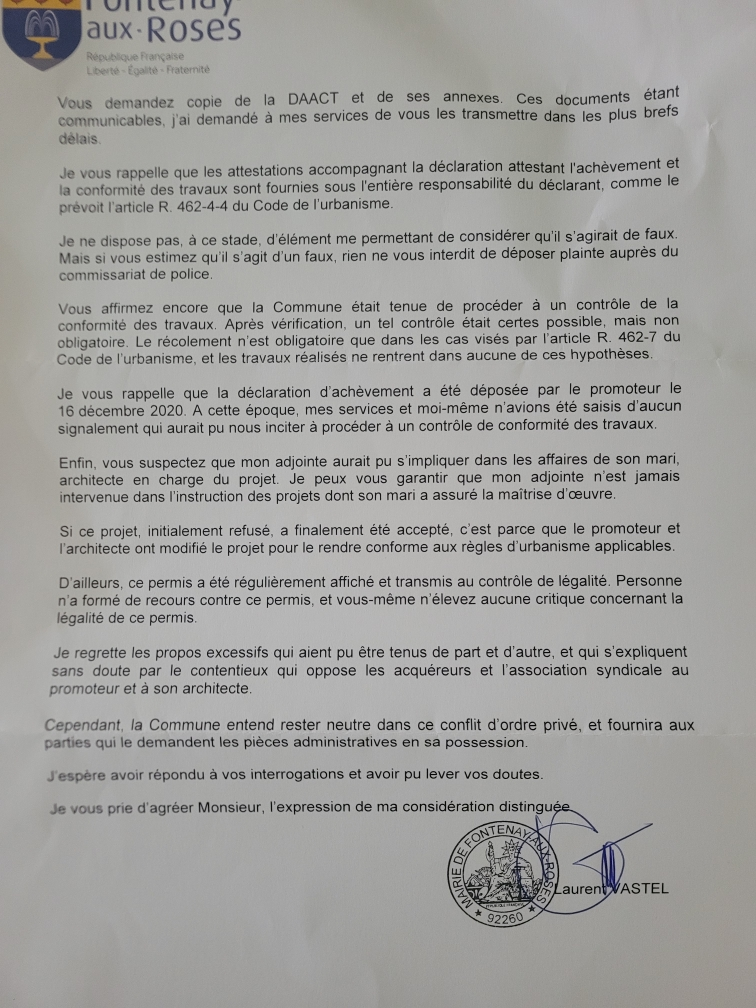 Fontenay
aux-Roses
République Française
Liberté - Égalité - Fraternité
Vous demandez copie de la DAACT et de ses annexes. Ces documents étant
communicables, j'ai demandé à mes services de vous les transmettre dans les plus brefs
délais.
Je vous rappelle que les attestations accompagnant la déclaration attestant l'achèvement et
la conformité des travaux sont fournies sous l'entière responsabilité du déclarant, comme le
prévoit l'article R. 462-4-4 du Code de l'urbanisme.
Je ne dispose pas, à ce stade, d'élément me permettant de considérer qu'il s'agirait de faux.
Mais si vous estimez qu'il s'agit d'un faux, rien ne vous interdit de déposer plainte auprès du
commissariat de police.
Vous affirmez encore que la Commune était tenue de procéder à un contrôle de la
conformité des travaux. Après vérification, un tel contrôle était certes possible, mais non
obligatoire. Le récolement n'est obligatoire que dans les cas visés par l'article R. 462-7 du
Code de l'urbanisme, et les travaux réalisés ne rentrent dans aucune de ces hypothèses.
Je vous rappelle que la déclaration d'achèvement a été déposée par le promoteur le
16 décembre 2020. A cette époque, mes services et moi-même n'avions été saisis d'aucun
signalement qui aurait pu nous inciter à procéder à un contrôle de conformité des travaux.
Enfin, vous suspectez que mon adjointe aurait pu s'impliquer dans les affaires de son mari,
architecte en charge du projet. Je peux vous garantir que mon adjointe n'est jamais
intervenue dans l'instruction des projets dont son mari a assuré la maîtrise d'œuvre.
Si ce projet, initialement refusé, a finalement été accepté, c'est parce que le promoteur et
l'architecte ont modifié le projet pour le rendre conforme aux règles d'urbanisme applicables.
D'ailleurs, ce permis a été régulièrement affiché et transmis au contrôle de légalité. Personne
n'a formé de recours contre ce permis, et vous-même n'élevez aucune critique concernant la
légalité de ce permis.
Je regrette les propos excessifs qui aient pu être tenus de part et d'autre, et qui s'expliquent
sans doute par le contentieux qui oppose les acquéreurs et l'association syndicale au
promoteur et à son architecte.
Cependant, la Commune entend rester neutre dans ce conflit d'ordre privé, et fournira aux
parties qui le demandent les pièces administratives en sa possession.
J'espère avoir répondu à vos interrogations et avoir pu lever vos doutes.
Je vous prie d'agréer Monsieur, l'expression de ma considération distinguée
MAIRIE DE FONTENAY-AUX-ROSES
Laurent VASTEL
92260